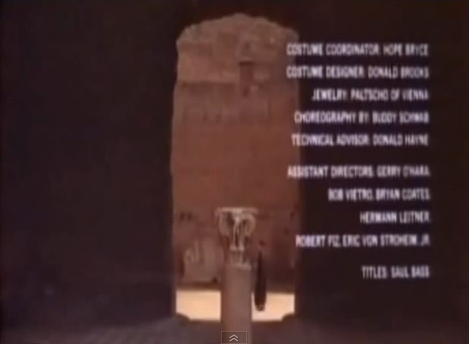 COSTUME COORDINATOR: HOPE BRYCE
COSTUME DESIGNER: DONALD BROOKS
JEWELRY: PALTSCHO OF VIENNA
CHOREOGRAPHY BY: BUDDY SCHWAB
TECHNICAL ADVISOR: DONALD HAYNE
ASSISTANT DIRECTORS: GERRY O'HARA
BOB VIETRO, BRYAN COATES
HERMANN LEITNER
ROBERT FIZ, ERIC VON STROHEIM, JR.
TITLES: SAUL BASS